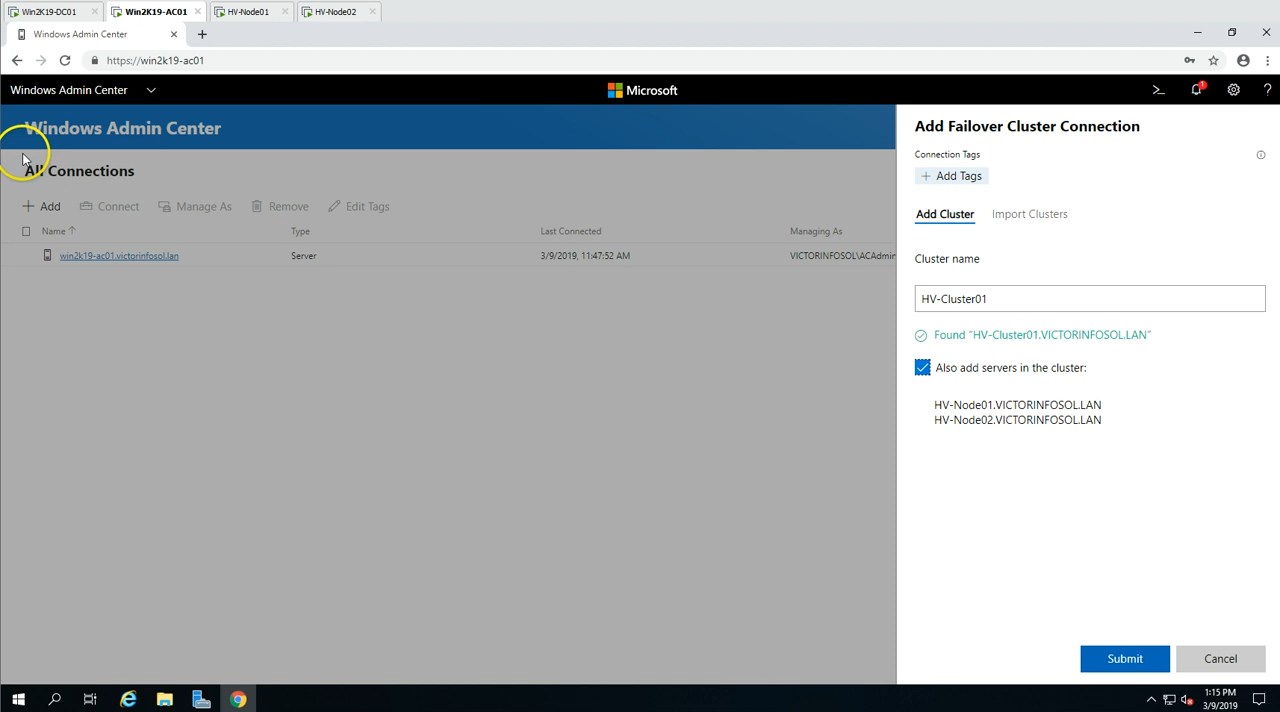 Win2K19-DC01
Win2K19-AC01
HV-Node01
HV-Node02
Windows Admin Center
https://win2k19-ac01
Windows Admin Center
Microsoft
1
?
Windows Admin Center
All Connections
Add
Connect
Manage As
Remove
Edit Tags
Name
Type
Last Connected
Managing As
win2k19-ac01.victorinfosol.lan
Server
3/9/2019, 11:47:52 AM
VICTORINFOSOL\ACAdmin
Add Failover Cluster Connection
Connection Tags
Add Tags
Add Cluster
Import Clusters
Cluster name
HV-Cluster01
Found "HV-Cluster01.VICTORINFOSOL.LAN"
Also add servers in the cluster:
HV-Node01.VICTORINFOSOL.LAN
HV-Node02.VICTORINFOSOL.LAN
Submit
Cancel
1:15 PM
3/9/2019